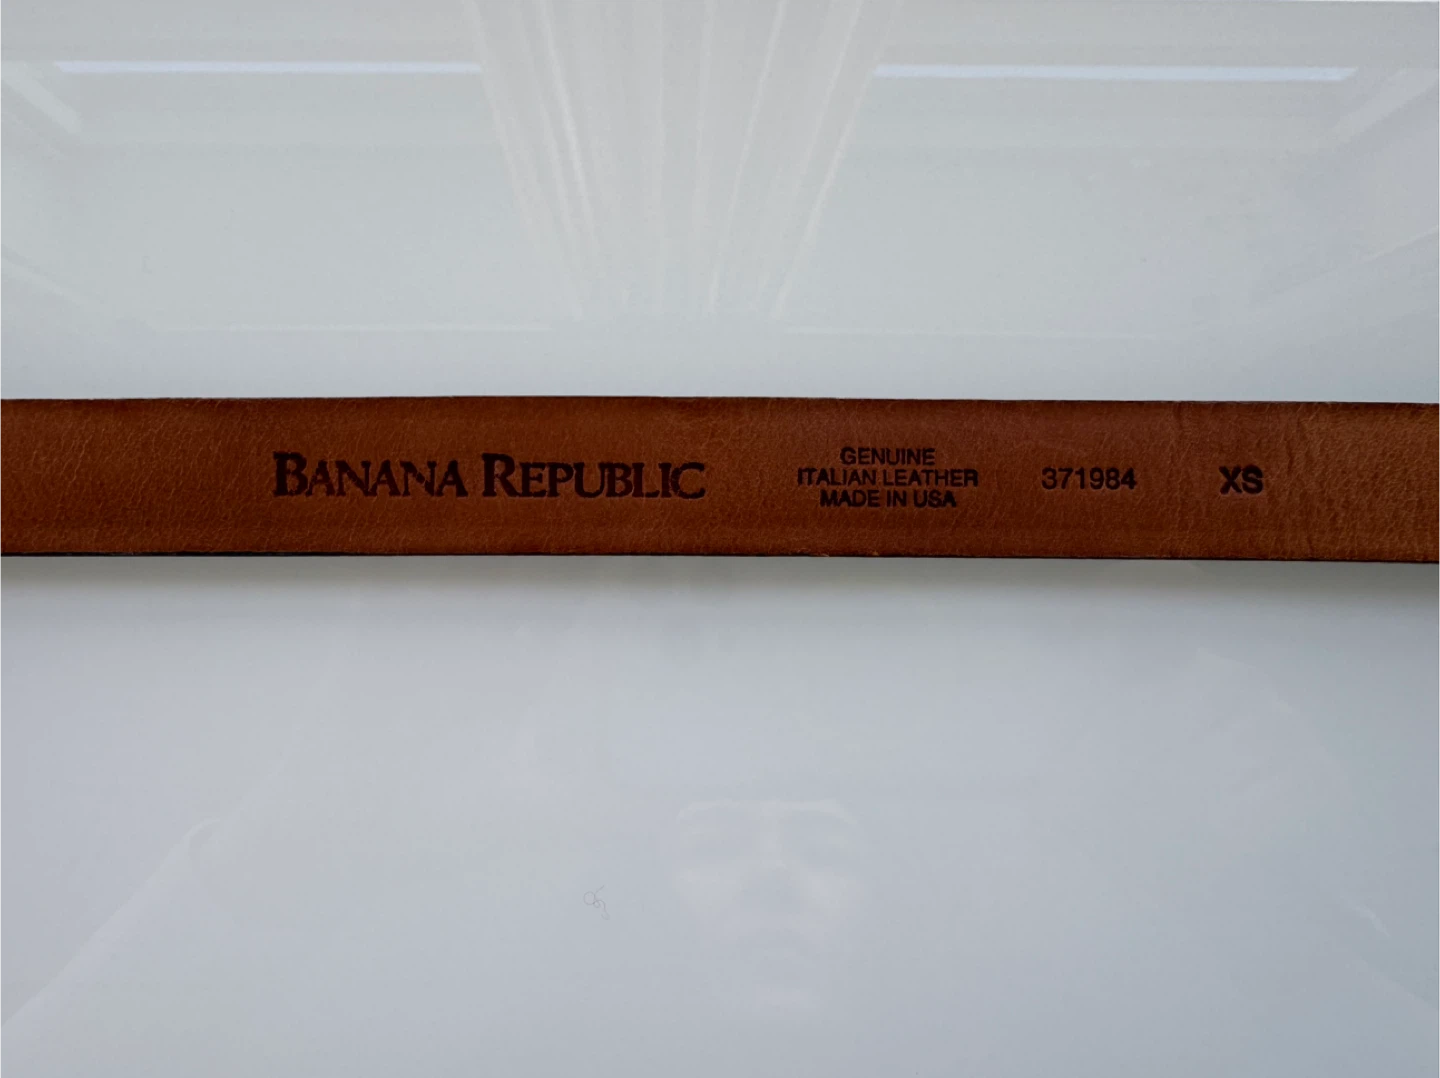 BANANA REPUBLIC
GENUINE
ITALIAN LEATHER
MADE IN USA
371984
XS